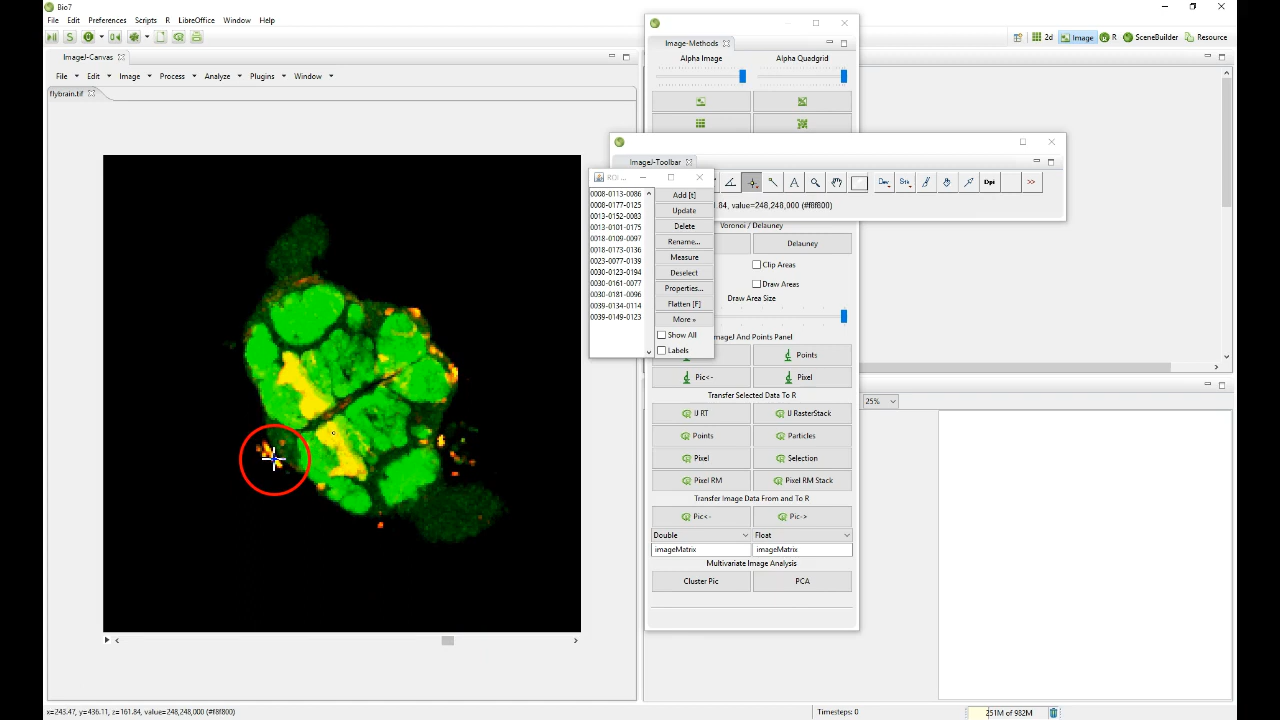 Bio7
File Edit Preferences Scripts R LibreOffice Window Help
S
2d Image R SceneBuilder Resource
ImageJ-Canvas
File Edit Image Process Analyze Plugins Window
flybrain.tif
Image-Methods
Alpha Image Alpha Quadgrid
ImageJ-Toolbar
Dev Stk Dpi >>
.84, value=248,248,000 (#f8f800)
ROI ...
0008-0113-0086
0008-0177-0125
0013-0152-0083
0013-0101-0175
0018-0109-0097
0018-0173-0136
0023-0077-0139
0030-0123-0194
0030-0161-0077
0030-0181-0096
0039-0134-0114
0039-0149-0123
Add [t]
Update
Delete
Rename...
Measure
Deselect
Properties...
Flatten [F]
More »
Show All
Labels
Voronoi / Delauney
Delauney
Clip Areas
Draw Areas
Draw Area Size
ImageJ And Points Panel
Points
Pic<- Pixel
Transfer Selected Data To R
IJ RT IJ RasterStack
Points Particles
Pixel Selection
Pixel RM Pixel RM Stack
Transfer Image Data From and To R
Pic<- Pic->
Double Float
imageMatrix imageMatrix
Multivariate Image Analysis
Cluster Pic PCA
25%
x=243.47, y=436.11, z=161.84, value=248,248,000 (#f8f800)
Timesteps: 0
251M of 982M